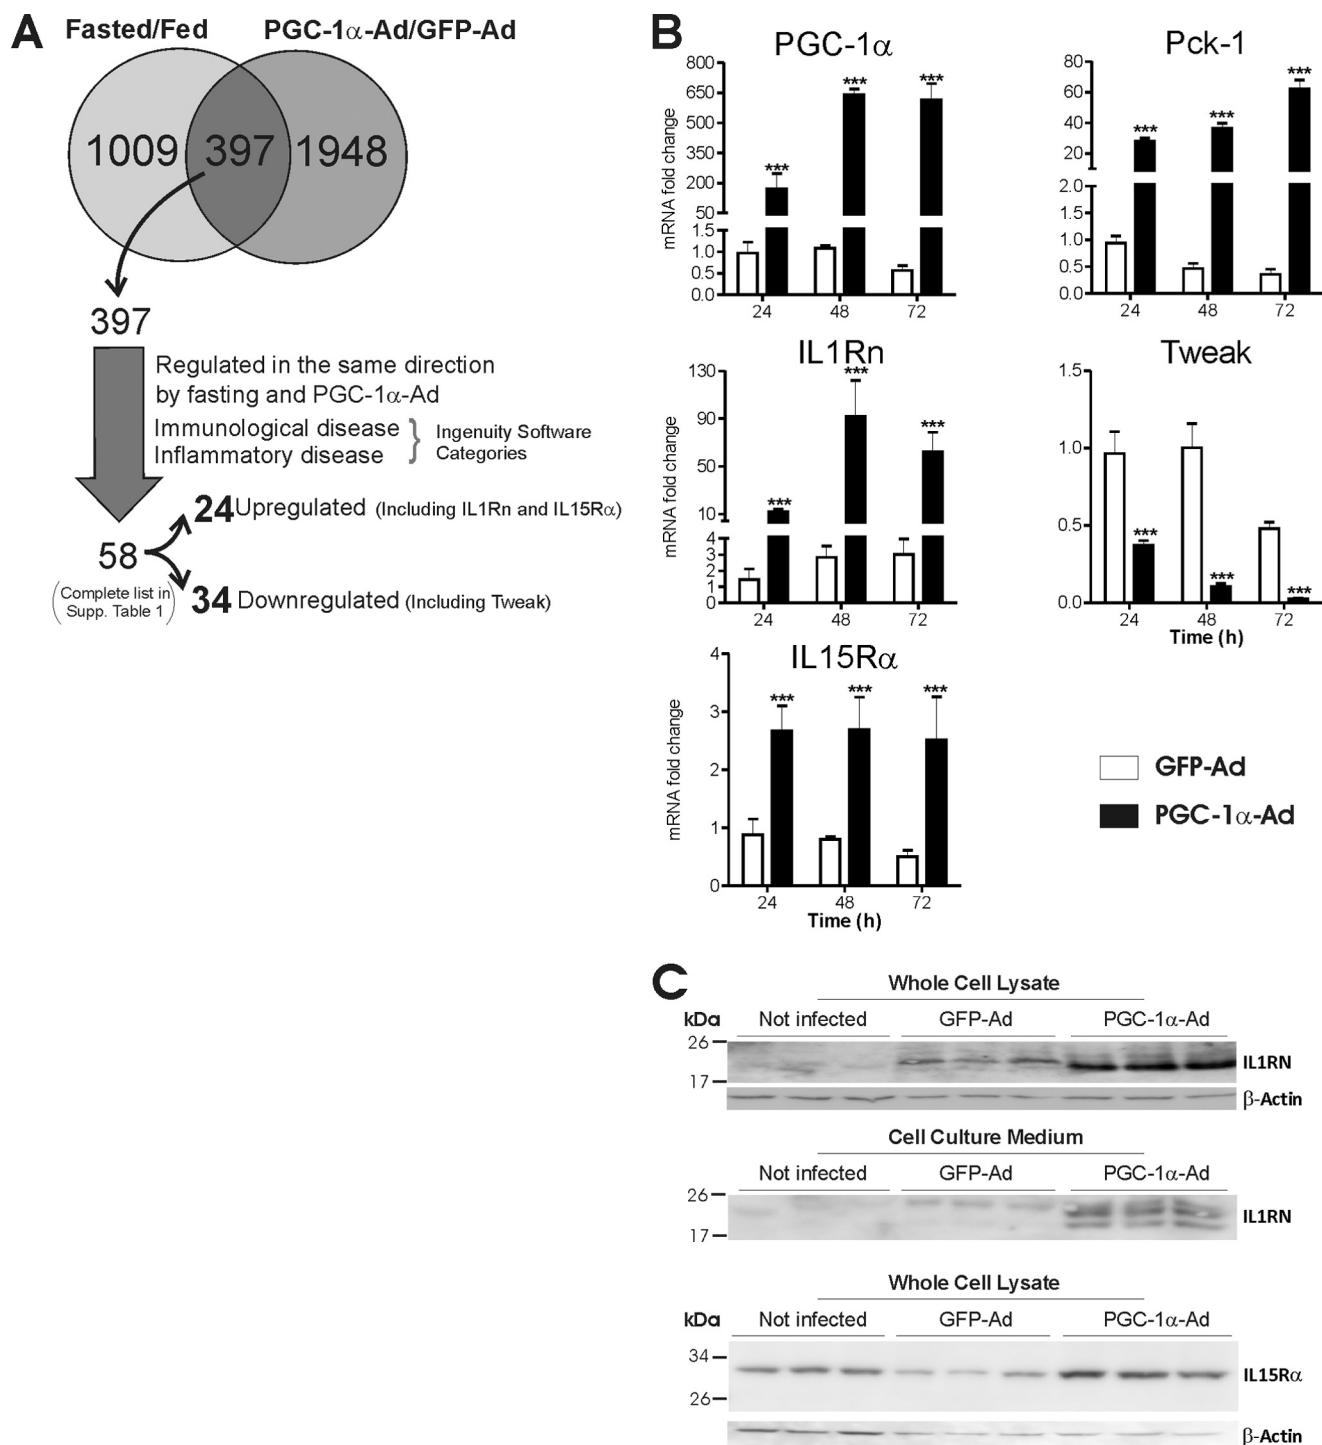 A
Fasted/Fed
PGC-1α-Ad/GFP-Ad
1009
397
1948
397
Regulated in the same direction
by fasting and PGC-1α-Ad
Immunological disease
Inflammatory disease
}
Ingenuity Software
Categories
24 Upregulated (Including IL1Rn and IL15Rα)
58
(Complete list in
Supp. Table 1)
34 Downregulated (Including Tweak)
B
PGC-1α
mRNA fold change
800
650
500
350
200
50
1.5
1.0
0.5
0.0
***
***
***
24
48
72
Pck-1
80
60
40
20
2.0
1.5
1.0
0.5
0.0
***
***
***
24
48
72
IL1Rn
mRNA fold change
130
90
50
10
4
3
2
1
0
***
***
***
24
48
72
Tweak
1.5
1.0
0.5
0.0
***
***
***
24
48
72
Time (h)
IL15Rα
mRNA fold change
4
3
2
1
0
***
***
***
24
48
72
Time (h)
GFP-Ad
PGC-1α-Ad
C
Whole Cell Lysate
kDa
Not infected
GFP-Ad
PGC-1α-Ad
26
17
IL1RN
β-Actin
Cell Culture Medium
Not infected
GFP-Ad
PGC-1α-Ad
26
17
IL1RN
Whole Cell Lysate
kDa
Not infected
GFP-Ad
PGC-1α-Ad
34
26
IL15Rα
β-Actin